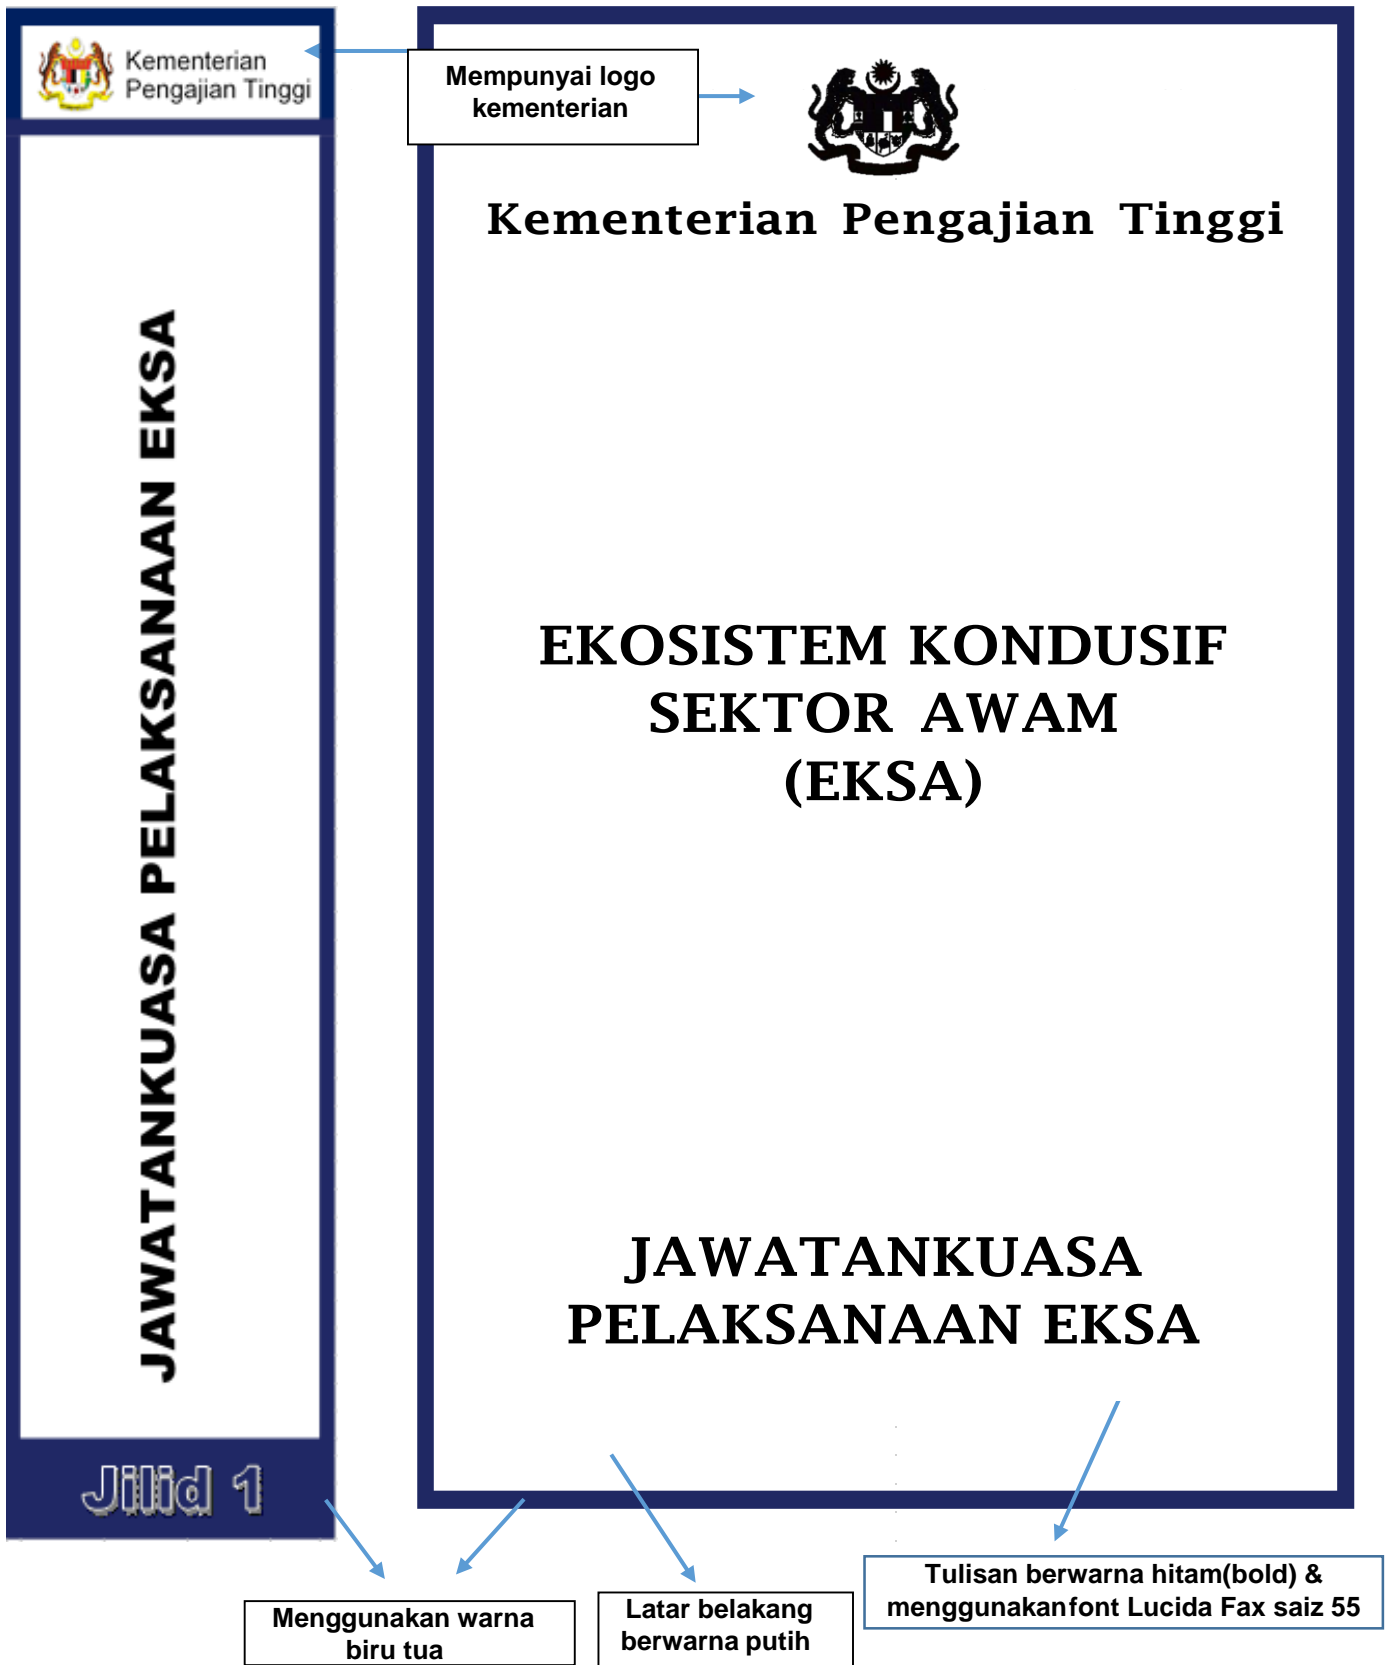 Kementerian
Pengajian Tinggi
JAWATANKUASA PELAKSANAAN EKSA
Jilid 1
Mempunyai logo
kementerian
Kementerian Pengajian Tinggi
EKOSISTEM KONDUSIF
SEKTOR AWAM
(EKSA)
JAWATANKUASA
PELAKSANAAN EKSA
Menggunakan warna
biru tua
Latar belakang
berwarna putih
Tulisan berwarna hitam(bold) &
menggunakanfont Lucida Fax saiz 55